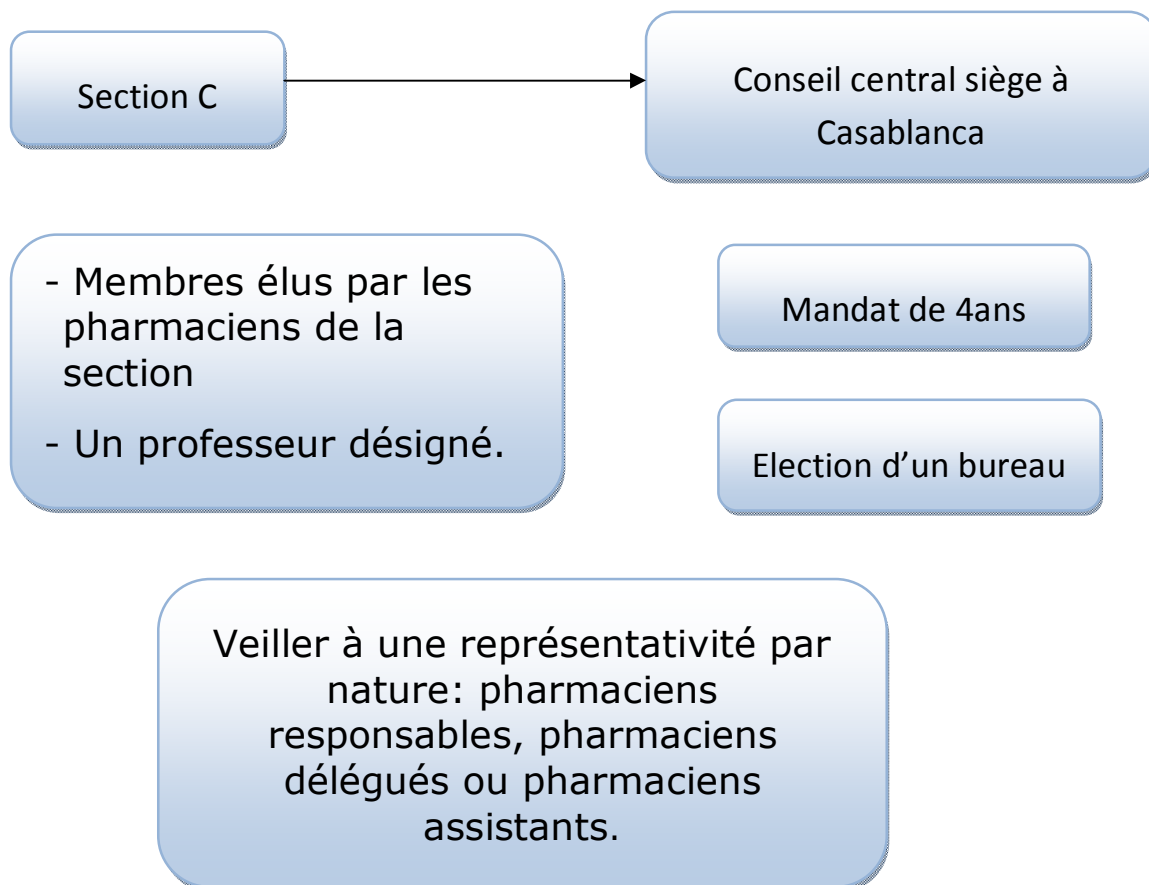 Section C
Conseil central siège à
Casablanca
- Membres élus par les
pharmaciens de la
section
- Un professeur désigné.
Mandat de 4ans
Election d’un bureau
Veiller à une représentativité par
nature: pharmaciens
responsables, pharmaciens
délégués ou pharmaciens
assistants.